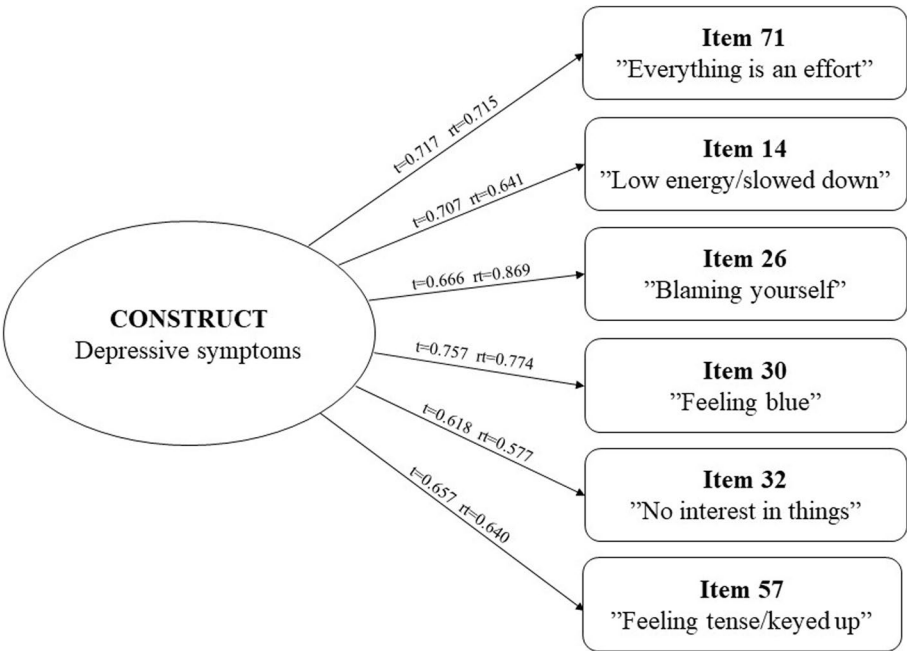 CONSTRUCT
Depressive symptoms
t=0.717 rt=0.715
Item 71
”Everything is an effort”
t=0.707 rt=0.641
Item 14
”Low energy/slowed down”
t=0.666 rt=0.869
Item 26
”Blaming yourself”
t=0.757 rt=0.774
Item 30
”Feeling blue”
t=0.618 rt=0.577
Item 32
”No interest in things”
t=0.657 rt=0.640
Item 57
”Feeling tense/keyed up”